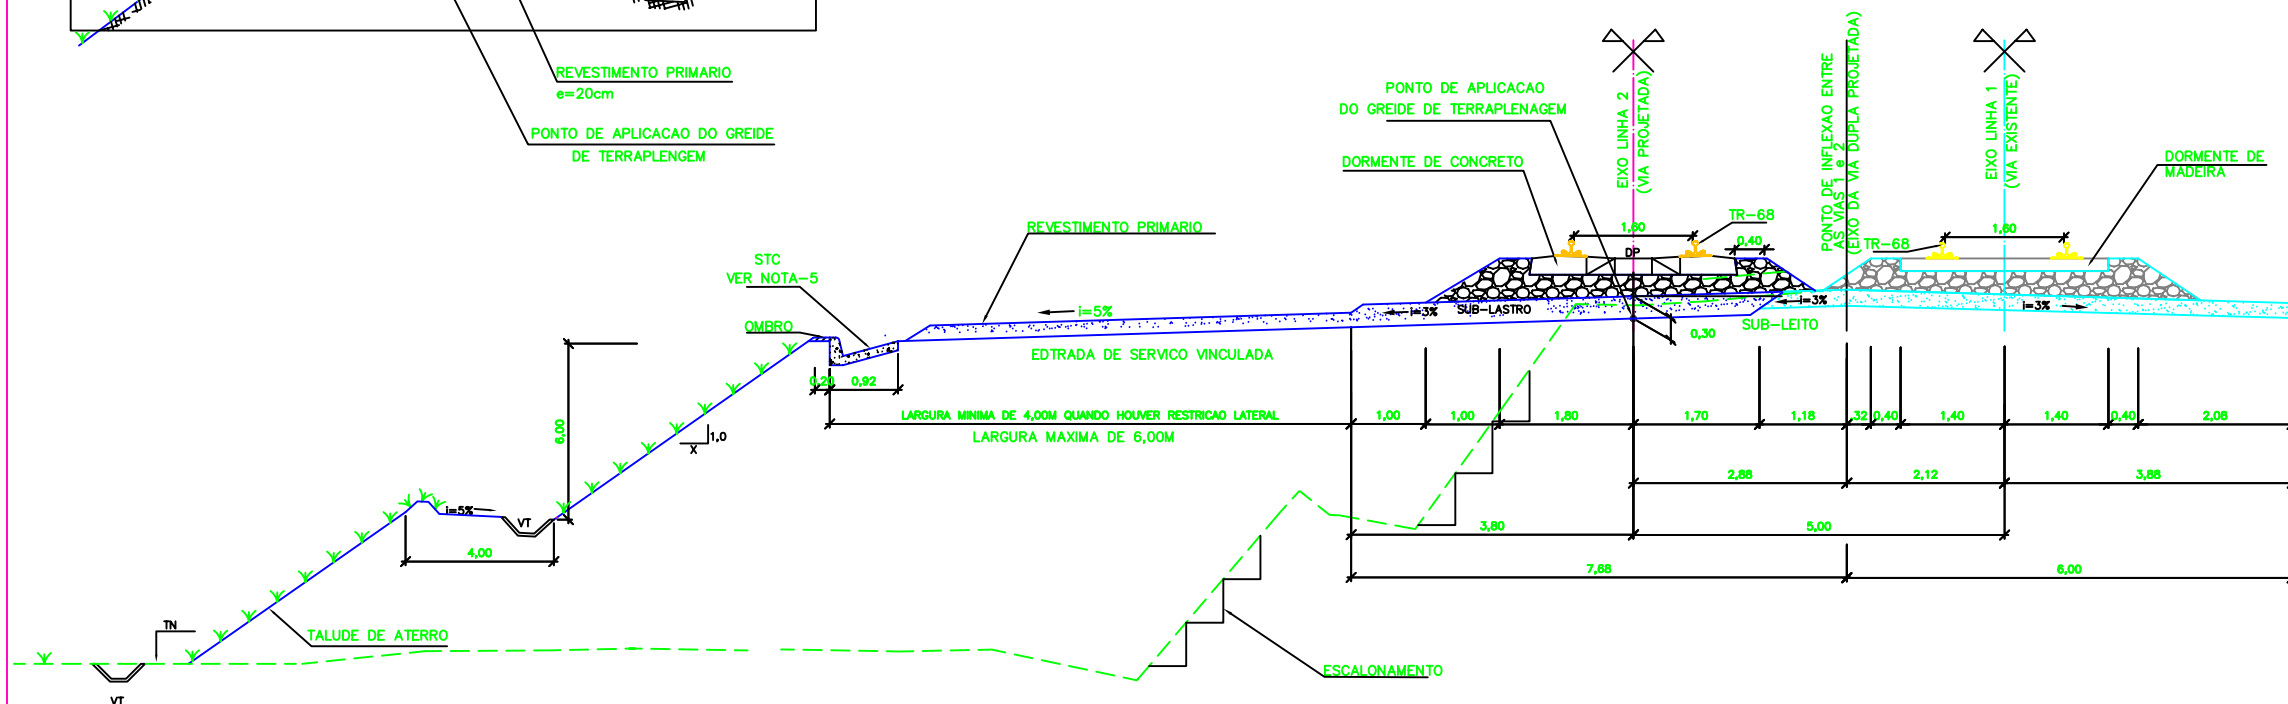 REVESTIMENTO PRIMARIO
e=20cm
PONTO DE APLICACAO DO GREIDE
DE TERRAPLENGEM
PONTO DE APLICACAO
DO GREIDE DE TERRAPLENAGEM
DORMENTE DE CONCRETO
EIXO LINHA 2
(VIA PROJETADA)
PONTO DE INFLEXAO ENTRE
AS VIAS 1 e 2
(EIXO DA VIA DUPLA PROJETADA)
EIXO LINHA 1
(VIA EXISTENTE)
DORMENTE DE
MADEIRA
REVESTIMENTO PRIMARIO
TR-68
1,60
0,40
DP
TR-68
1,60
STC
VER NOTA-5
OMBRO
i=5%
i=3%
SUB-LASTRO
i=3%
i=3%
0,30
SUB-LEITO
EDTRADA DE SERVICO VINCULADA
0,20
0,92
LARGURA MINIMA DE 4,00M QUANDO HOUVER RESTRICAO LATERAL
LARGURA MAXIMA DE 6,00M
1,00
1,00
1,80
1,70
1,18
,32
0,40
1,40
1,40
0,40
2,08
6,00
1,0
X
2,88
2,12
3,88
i=5%
VT
4,00
3,80
5,00
7,68
6,00
TN
TALUDE DE ATERRO
ESCALONAMENTO
VT